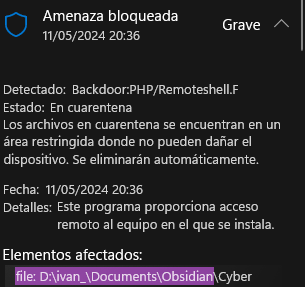 Amenaza bloqueada
11/05/2024 20:36
Grave
Detectado: Backdoor:PHP/Remoteshell.F
Estado: En cuarentena
Los archivos en cuarentena se encuentran en un
área restringida donde no pueden dañar el
dispositivo. Se eliminarán automáticamente.
Fecha: 11/05/2024 20:36
Detalles: Este programa proporciona acceso
remoto al equipo en el que se instala.
Elementos afectados:
file: D:\ivan_\Documents\Obsidian\Cyber